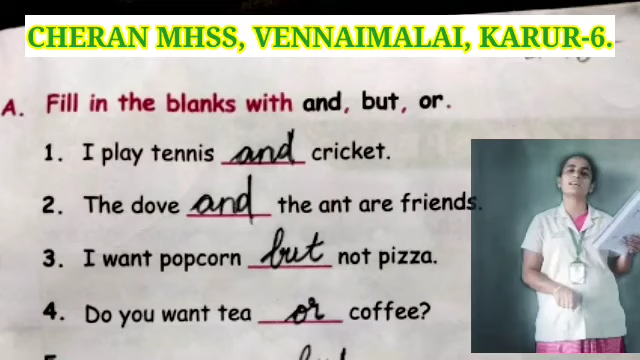 CHERAN MHSS, VENNAIMALAI, KARUR-6.
A. Fill in the blanks with and, but, or.
1. I play tennis and cricket.
2. The dove and the ant are friends.
3. I want popcorn but not pizza.
4. Do you want tea or coffee?